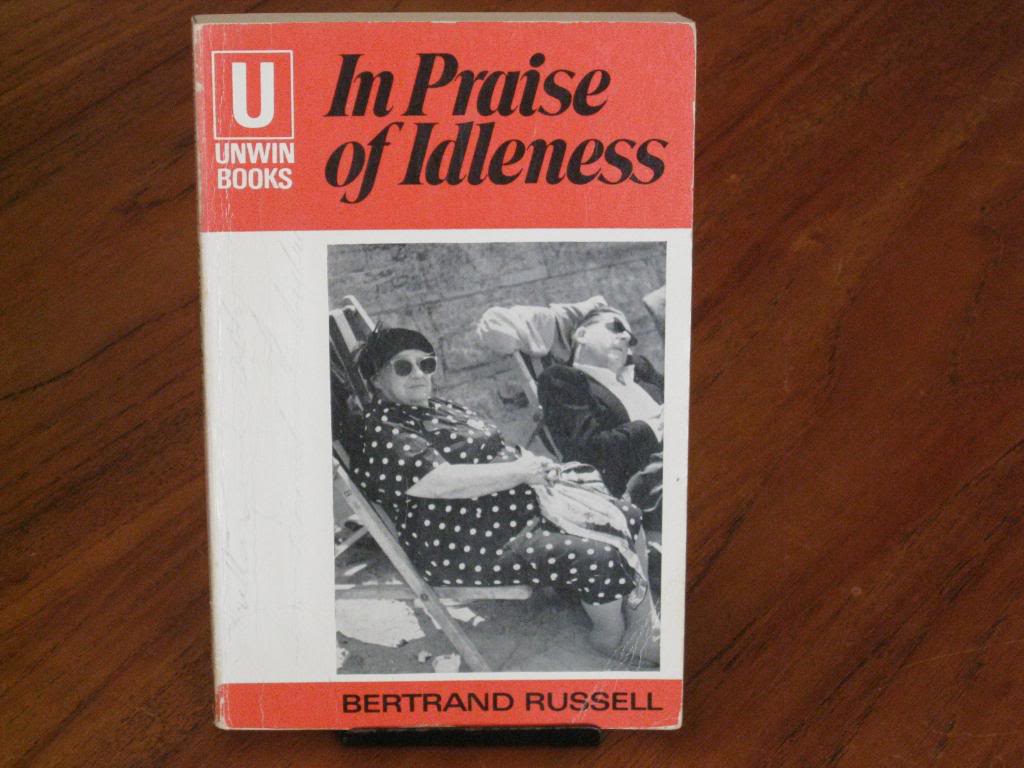 U
UNWIN
BOOKS
In Praise
of Idleness
BERTRAND RUSSELL